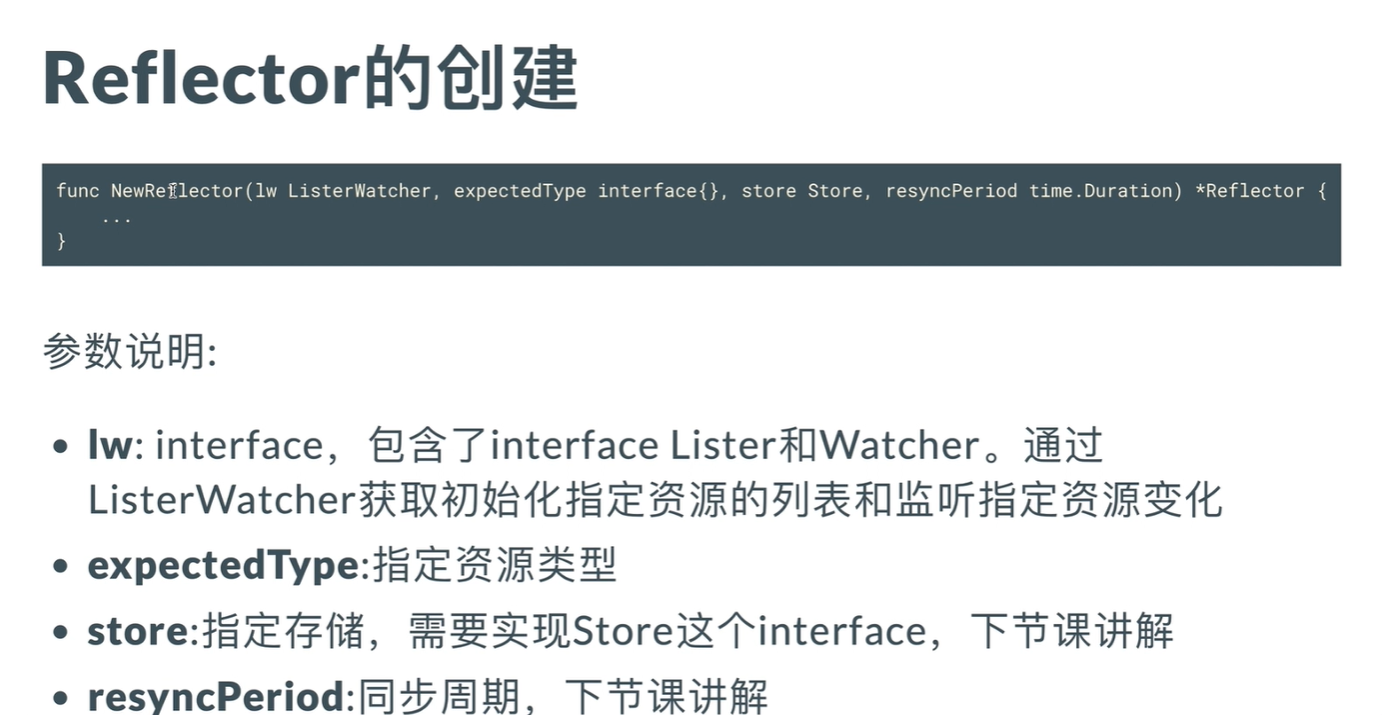 Reflector的创建
func NewReflector(lw ListerWatcher, expectedType interface{}, store Store, resyncPeriod time.Duration) *Reflector {
...
}
参数说明:
lw: interface，包含了interface Lister和Watcher。通过
ListerWatcher获取初始化指定资源的列表和监听指定资源变化
expectedType:指定资源类型
store:指定存储，需要实现Store这个interface，下节课讲解
resyncPeriod:同步周期，下节课讲解